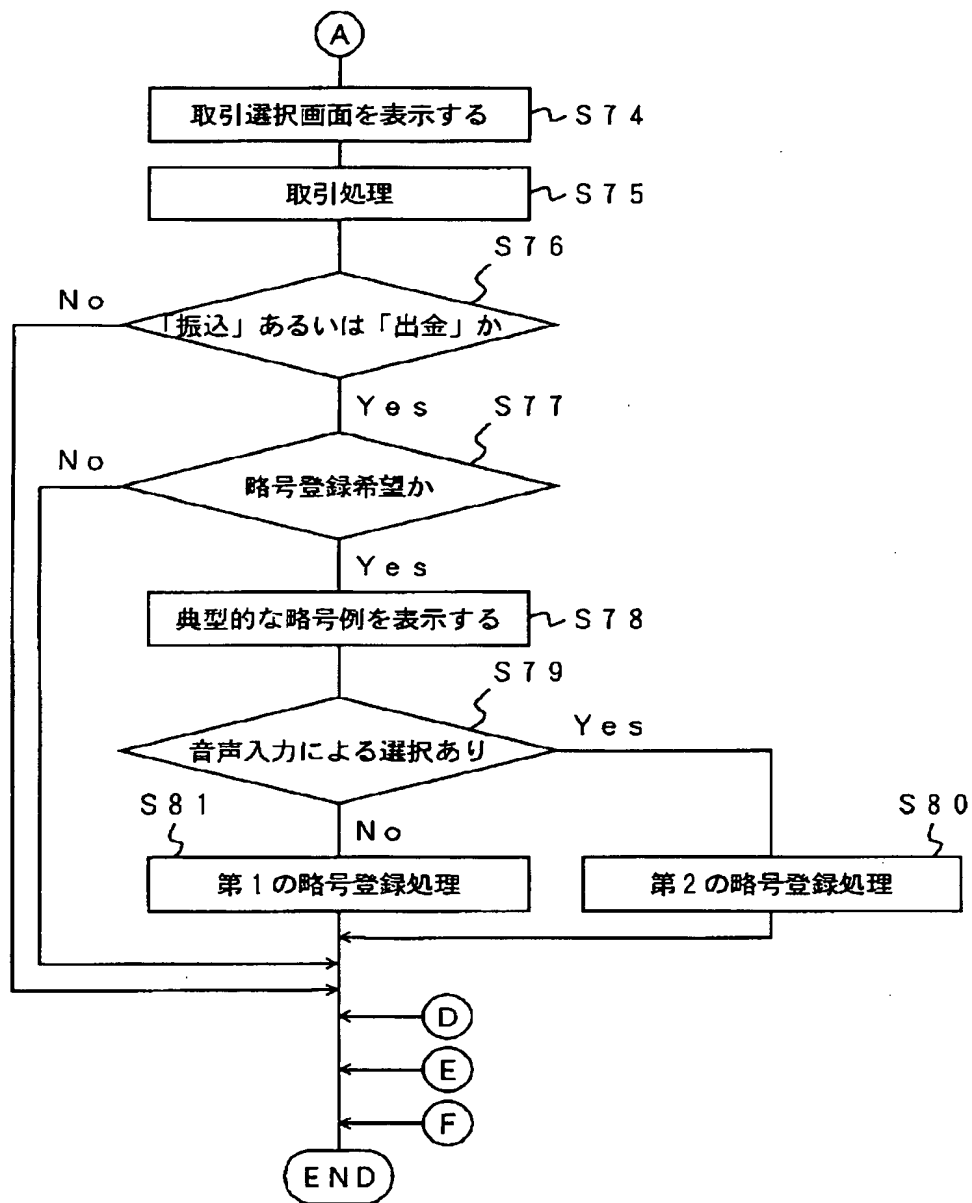 A
取引選択画面を表示する
S74
取引処理
S75
S76
「振込」あるいは「出金」か
No
Yes
S77
略号登録希望か
No
Yes
典型的な略号例を表示する
S78
S79
音声入力による選択あり
Yes
No
S81
第1の略号登録処理
S80
第2の略号登録処理
D
E
F
END